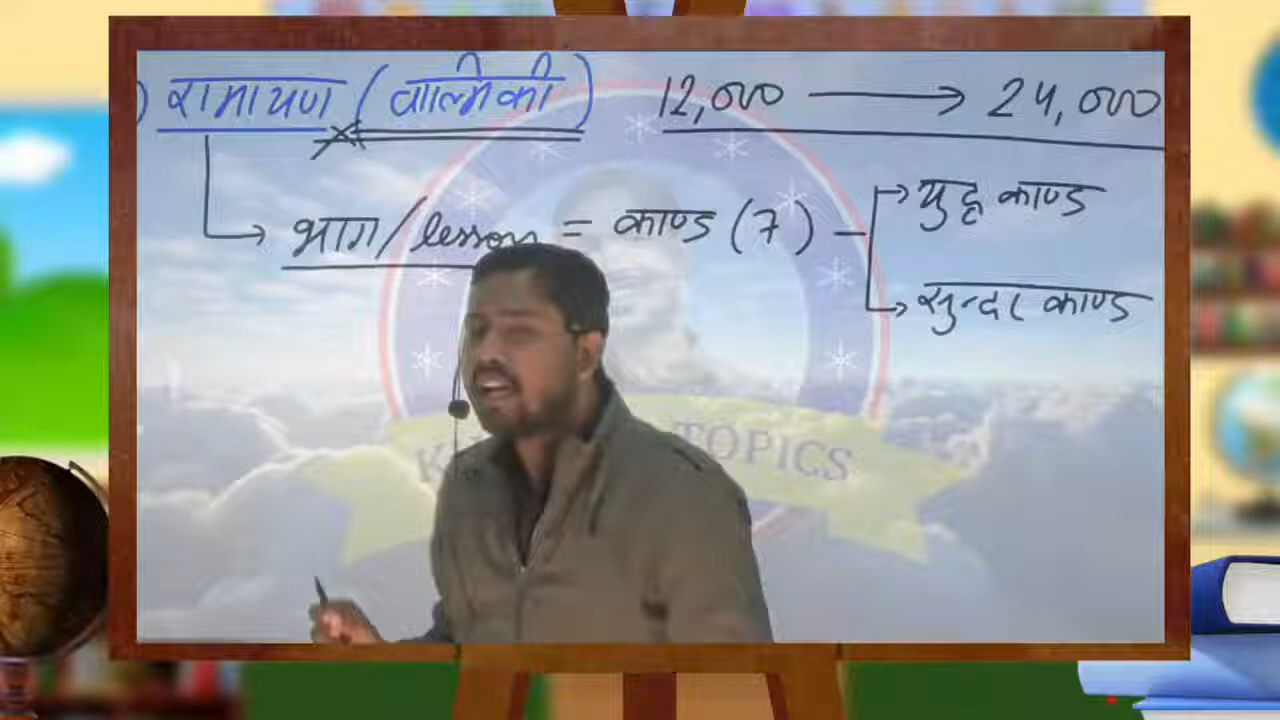 ) रामायण (वाल्मिकी) 12,000 → 24,000
भाग/lesson = काण्ड (7) → युद्ध काण्ड
→ सुन्दर काण्ड
TOPICS